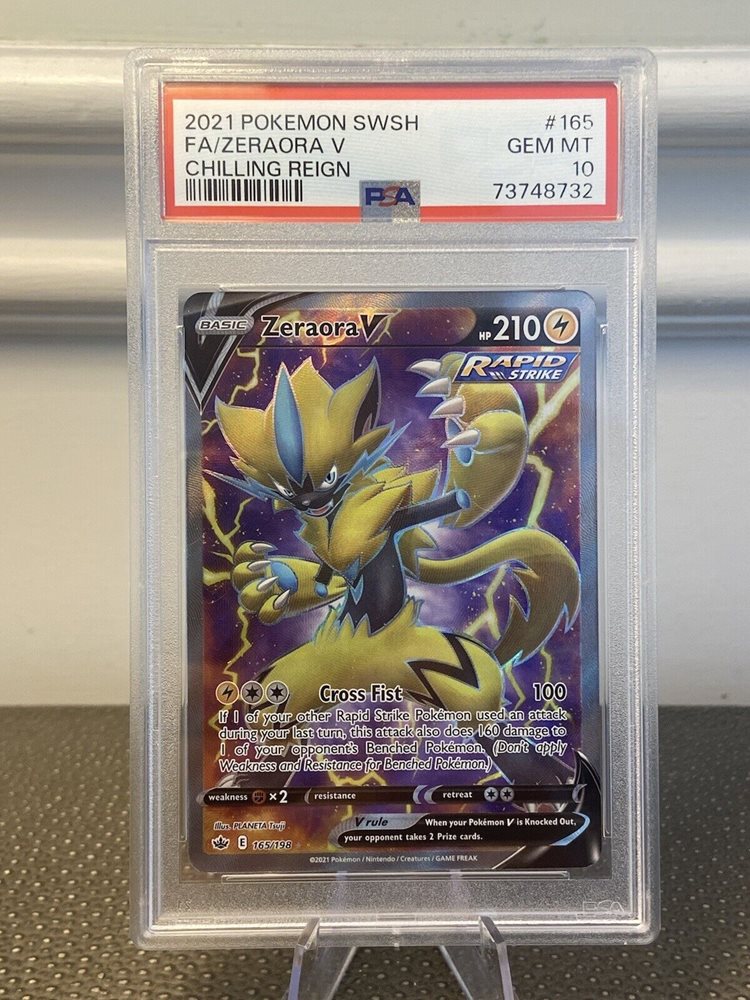 2021 POKEMON SWSH #165
FA/ZERAORA V GEM MT
CHILLING REIGN 10
PSA 73748732
BASIC Zeraora V HP 210
RAPID STRIKE
Cross Fist 100
If 1 of your other Rapid Strike Pokémon used an attack
during your last turn, this attack also does 160 damage to
1 of your opponent's Benched Pokémon. (Don't apply
Weakness and Resistance for Benched Pokémon.)
weakness ×2 resistance retreat
Illus. PLANETA Tsuji
V rule When your Pokémon V is Knocked Out,
your opponent takes 2 Prize cards.
E 165/198
©2021 Pokémon / Nintendo / Creatures / GAME FREAK
PSA